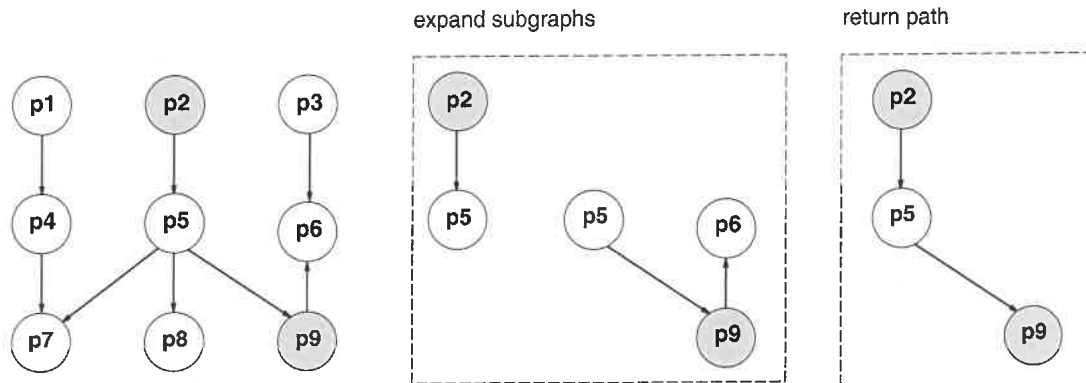 expand subgraphs
return path
p1
p2
p3
p4
p5
p6
p7
p8
p9
p2
p5
p5
p6
p9
p2
p5
p9